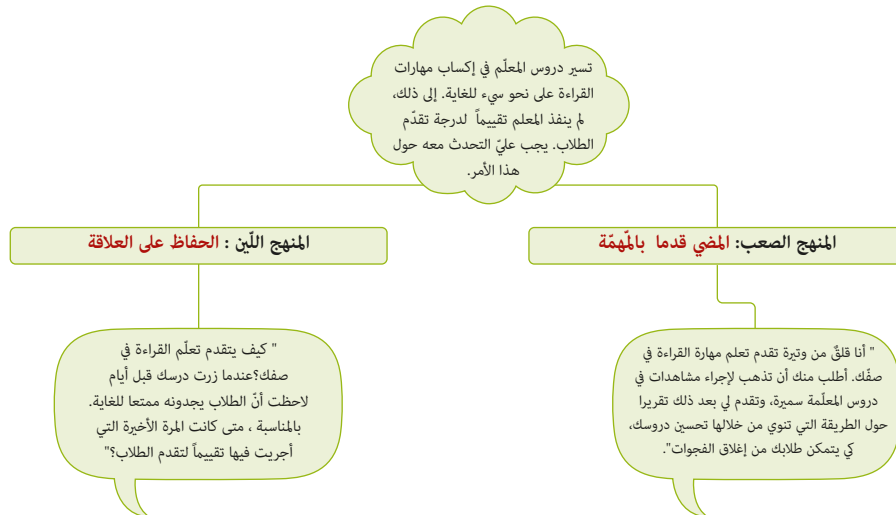 تسير دروس المعلّم في إكساب مهارات
القراءة على نحو سيء للغاية. إلى ذلك،
لم ينفذ المعلم تقييماً لدرجة تقدّم
الطلاب. يجب عليّ التحدث معه حول
هذا الأمر.
المنهج الصعب: المضي قدما بالمّهمّة
المنهج اللّين : الحفاظ على العلاقة
" أنا قلقٌ من وتيرة تقدم تعلم مهارة القراءة في
صفّك. أطلب منك أن تذهب لإجراء مشاهدات في
دروس المعلّمة سميرة، وتقدم لي بعد ذلك تقريرا
حول الطريقة التي تنوي من خلالها تحسين دروسك،
كي يتمكن طلابك من إغلاق الفجوات".
" كيف يتقدم تعلّم القراءة في
صفك؟عندما زرت درسك قبل أيام
لاحظت أنّ الطلاب يجدونه ممتعا للغاية.
بالمناسبة ، متى كانت المرة الأخيرة التي
أجريت فيها تقييماً لتقدم الطلاب؟"